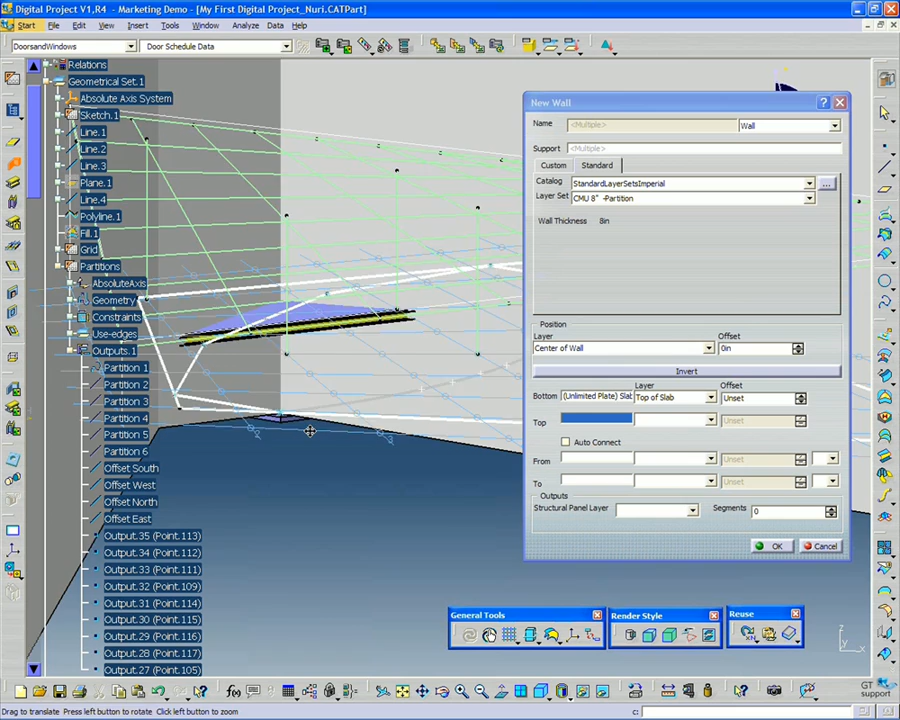 Digital Project V1,R4 - Marketing Demo - [My First Digital Project_Nuri.CATPart]
Start File Edit View Insert Tools Window Analyze Data Help
DoorsandWindows Door Schedule Data
Relations
Geometrical Set.1
Absolute Axis System
Sketch.1
Line.1
Line.2
Line.3
Plane.1
Line.4
Polyline.1
Fill.1
Grid
Partitions
AbsoluteAxis
Geometry
Constraints
Use-edges
Outputs.1
Partition 1
Partition 2
Partition 3
Partition 4
Partition 5
Partition 6
Offset South
Offset West
Offset North
Offset East
Output.35 (Point.113)
Output.34 (Point.112)
Output.33 (Point.111)
Output.32 (Point.109)
Output.31 (Point.114)
Output.30 (Point.115)
Output.29 (Point.116)
Output.28 (Point.117)
Output.27 (Point.105)
2
3
New Wall
Name <Multiple> Wall
Support <Multiple>
Custom Standard
Catalog StandardLayerSetsImperial ...
Layer Set CMU 8" -Partition
Wall Thickness 8in
Position
Layer Offset
Center of Wall 0in
Invert
Layer Offset
Bottom (Unlimited Plate) Slab Top of Slab Unset
Top Unset
Auto Connect
From Unset
To Unset
Outputs
Structural Panel Layer Segments 0
OK Cancel
General Tools Render Style Reuse
z
y x
GT support
Drag to translate Press left button to rotate Click left button to zoom c: